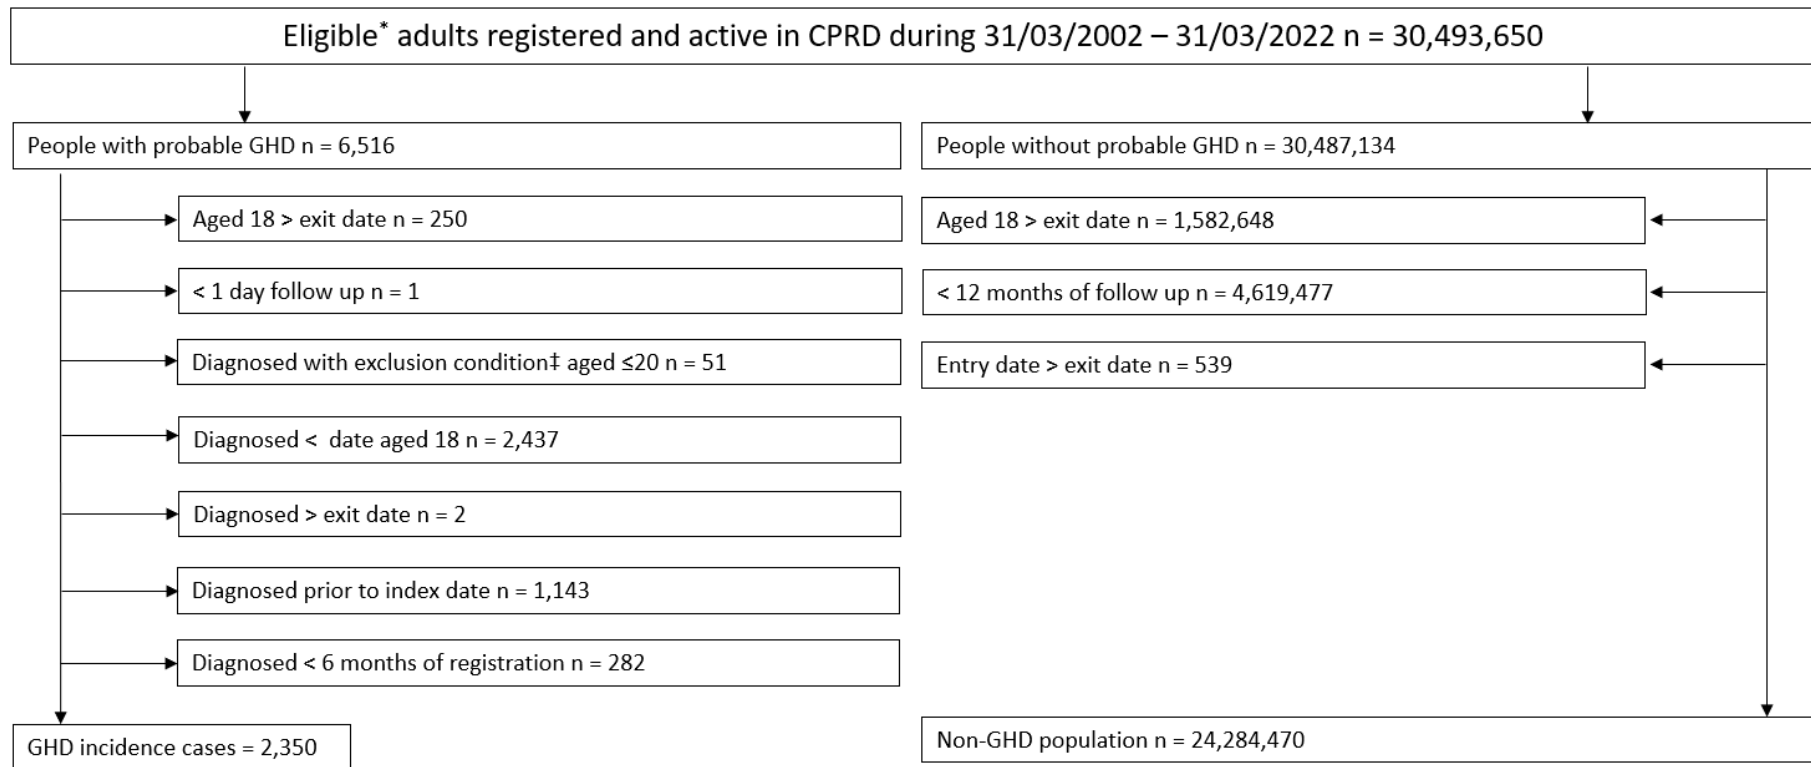 Eligible* adults registered and active in CPRD during 31/03/2002 – 31/03/2022 n = 30,493,650
People with probable GHD n = 6,516
Aged 18 > exit date n = 250
< 1 day follow up n = 1
Diagnosed with exclusion condition‡ aged ≤20 n = 51
Diagnosed < date aged 18 n = 2,437
Diagnosed > exit date n = 2
Diagnosed prior to index date n = 1,143
Diagnosed < 6 months of registration n = 282
GHD incidence cases = 2,350
People without probable GHD n = 30,487,134
Aged 18 > exit date n = 1,582,648
< 12 months of follow up n = 4,619,477
Entry date > exit date n = 539
Non-GHD population n = 24,284,470